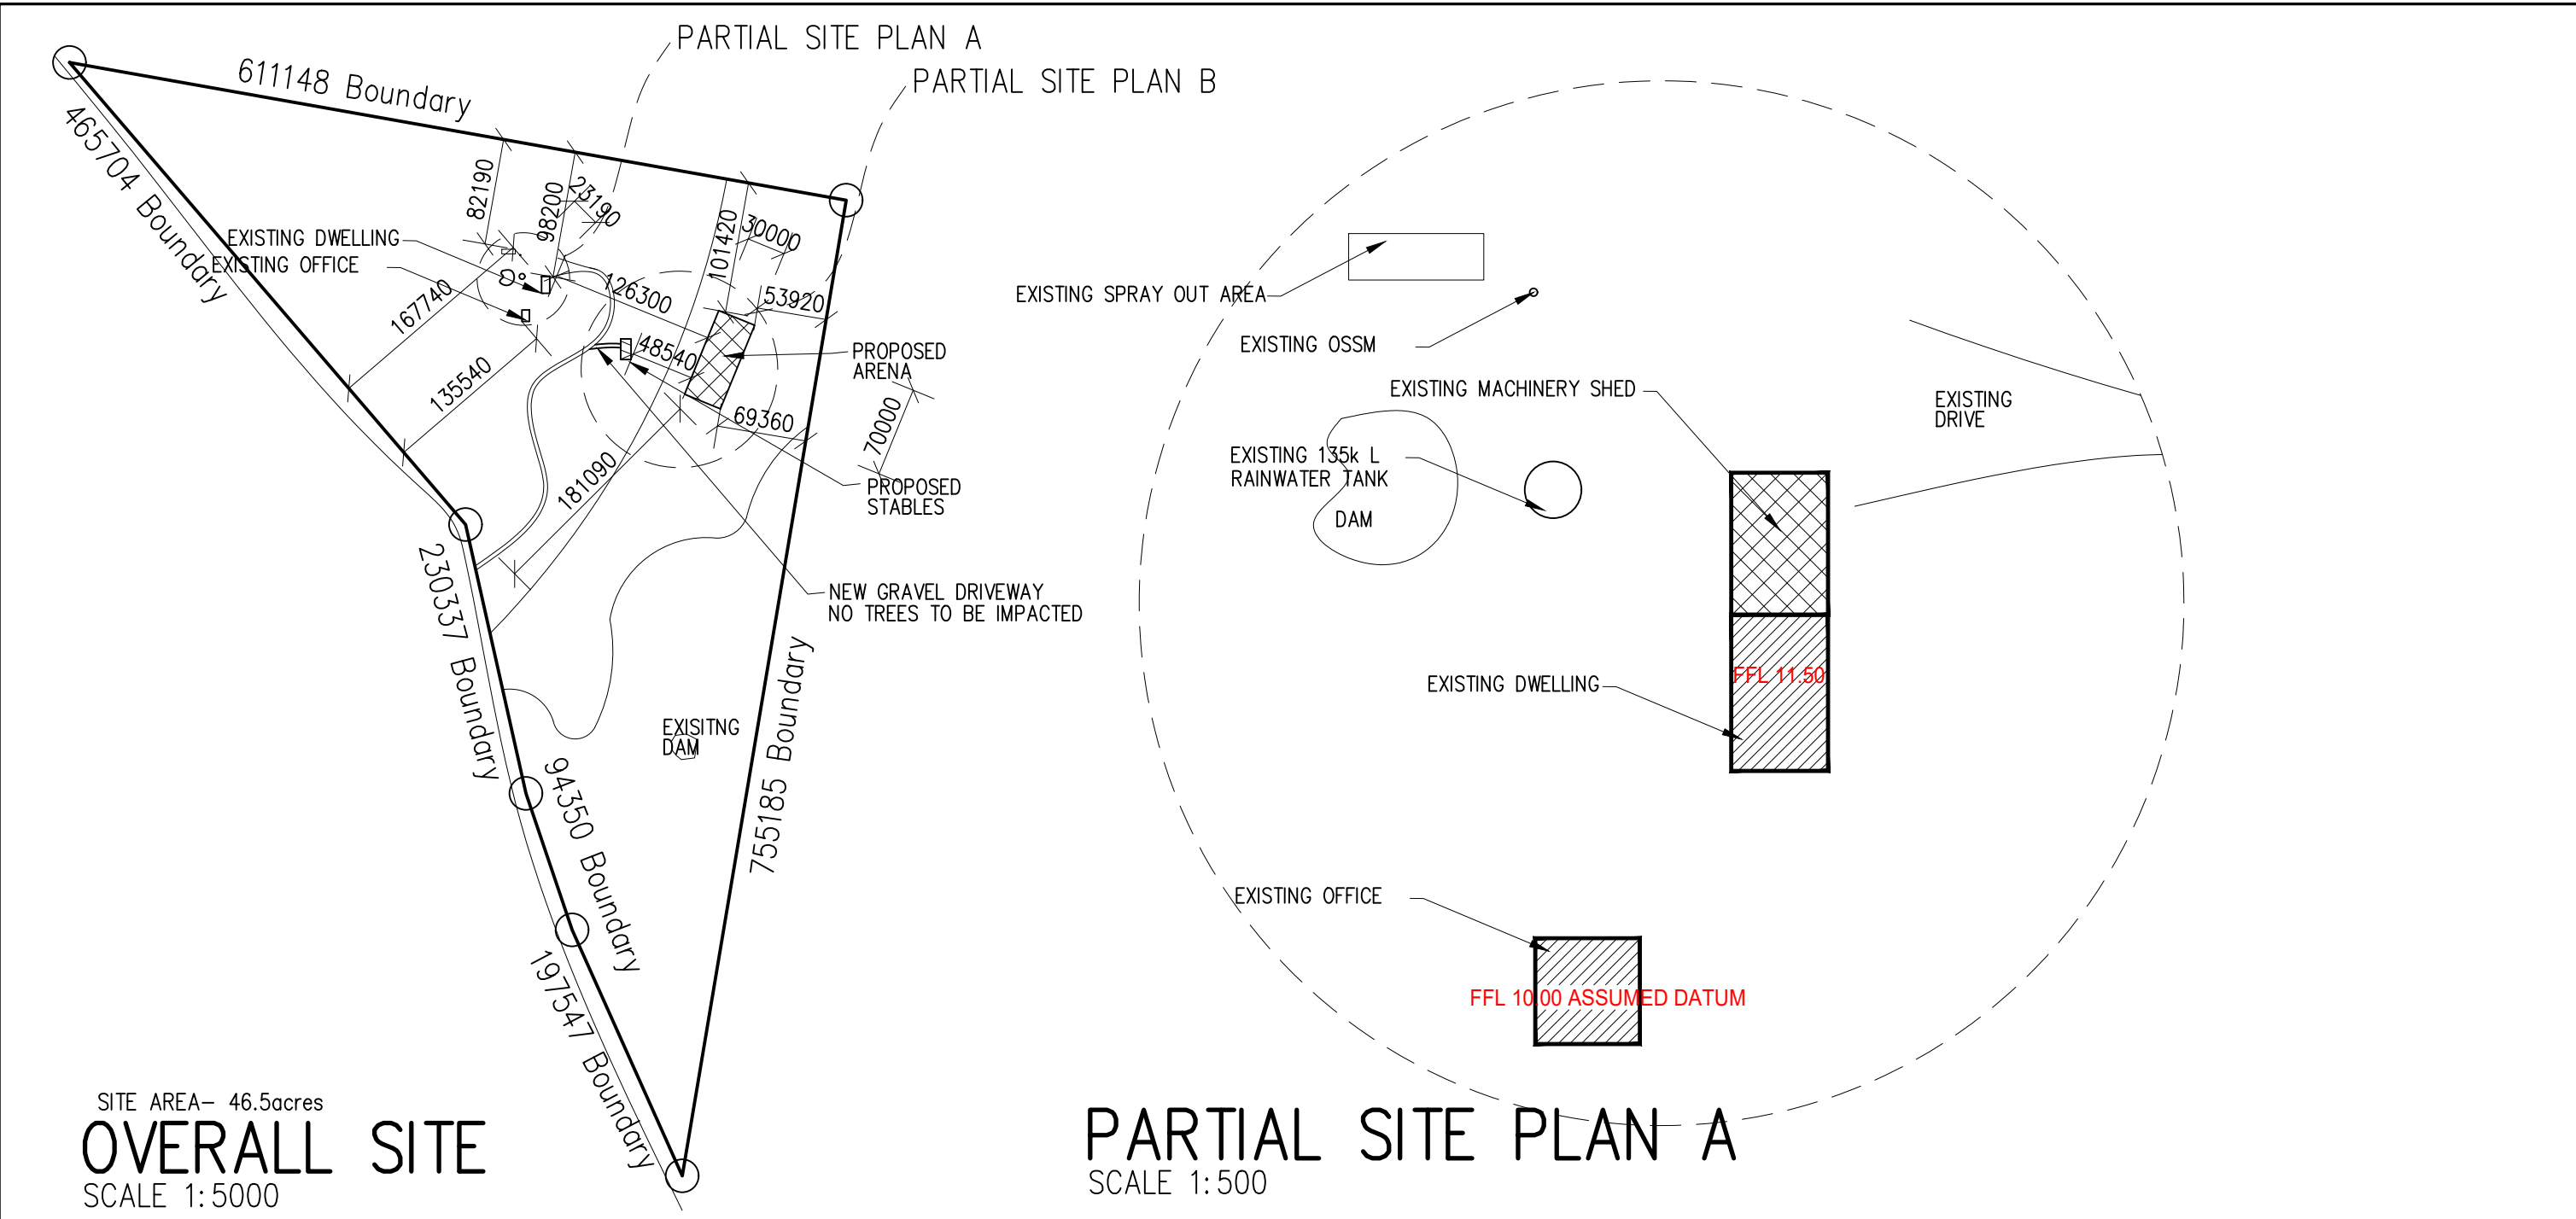 PARTIAL SITE PLAN A
PARTIAL SITE PLAN B
611148 Boundary
465704 Boundary
82190
98200
23190
101420
30000
EXISTING DWELLING
EXISTING OFFICE
167740
126300
53920
135540
48540
PROPOSED
ARENA
69360
70000
181090
PROPOSED
STABLES
230337 Boundary
NEW GRAVEL DRIVEWAY
NO TREES TO BE IMPACTED
EXISITNG
DAM
755185 Boundary
94350 Boundary
197547 Boundary
SITE AREA- 46.5acres
OVERALL SITE
SCALE 1:5000
EXISTING SPRAY OUT AREA
EXISTING OSSM
EXISTING MACHINERY SHED
EXISTING
DRIVE
EXISTING 135k L
RAINWATER TANK
DAM
FFL 11.50
EXISTING DWELLING
EXISTING OFFICE
FFL 10.00 ASSUMED DATUM
PARTIAL SITE PLAN A
SCALE 1:500